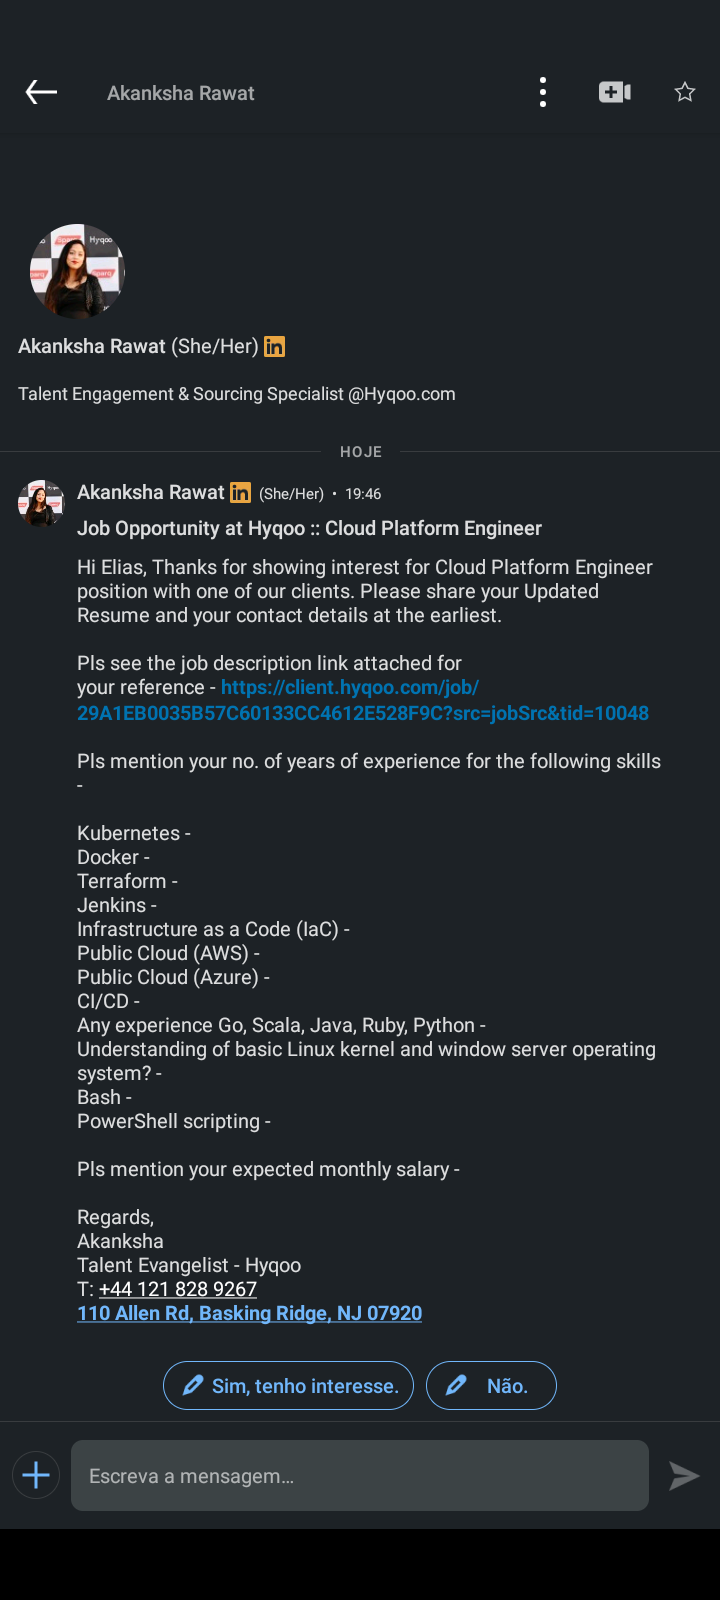 Akanksha Rawat
Hyqoo
Akanksha Rawat (She/Her) in
Talent Engagement & Sourcing Specialist @Hyqoo.com
HOJE
Akanksha Rawat in (She/Her) • 19:46
Job Opportunity at Hyqoo :: Cloud Platform Engineer
Hi Elias, Thanks for showing interest for Cloud Platform Engineer
position with one of our clients. Please share your Updated
Resume and your contact details at the earliest.
Pls see the job description link attached for
your reference - https://client.hyqoo.com/job/
29A1EB0035B57C60133CC4612E528F9C?src=jobSrc&tid=10048
Pls mention your no. of years of experience for the following skills
-
Kubernetes -
Docker -
Terraform -
Jenkins -
Infrastructure as a Code (IaC) -
Public Cloud (AWS) -
Public Cloud (Azure) -
CI/CD -
Any experience Go, Scala, Java, Ruby, Python -
Understanding of basic Linux kernel and window server operating
system? -
Bash -
PowerShell scripting -
Pls mention your expected monthly salary -
Regards,
Akanksha
Talent Evangelist - Hyqoo
T: +44 121 828 9267
110 Allen Rd, Basking Ridge, NJ 07920
Sim, tenho interesse.
Não.
Escreva a mensagem...